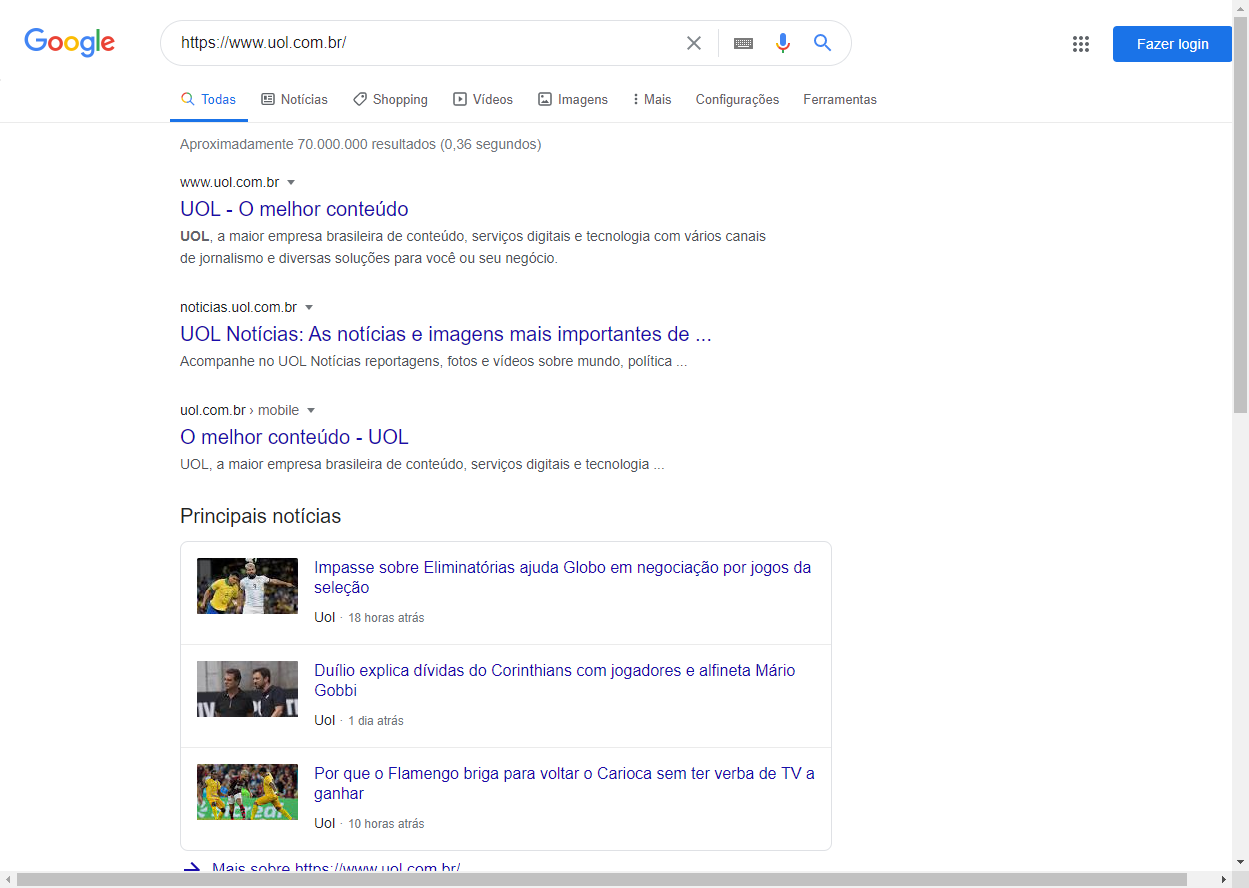 Google
https://www.uol.com.br/
Fazer login
Todas
Notícias
Shopping
Vídeos
Imagens
Mais
Configurações
Ferramentas
Aproximadamente 70.000.000 resultados (0,36 segundos)
www.uol.com.br
UOL - O melhor conteúdo
UOL, a maior empresa brasileira de conteúdo, serviços digitais e tecnologia com vários canais
de jornalismo e diversas soluções para você ou seu negócio.
noticias.uol.com.br
UOL Notícias: As notícias e imagens mais importantes de ...
Acompanhe no UOL Notícias reportagens, fotos e vídeos sobre mundo, política ...
uol.com.br › mobile
O melhor conteúdo - UOL
UOL, a maior empresa brasileira de conteúdo, serviços digitais e tecnologia ...
Principais notícias
Impasse sobre Eliminatórias ajuda Globo em negociação por jogos da
seleção
Uol · 18 horas atrás
Duílio explica dívidas do Corinthians com jogadores e alfineta Mário
Gobbi
Uol · 1 dia atrás
Por que o Flamengo briga para voltar o Carioca sem ter verba de TV a
ganhar
Uol · 10 horas atrás
Mais sobre https://www.uol.com.br/